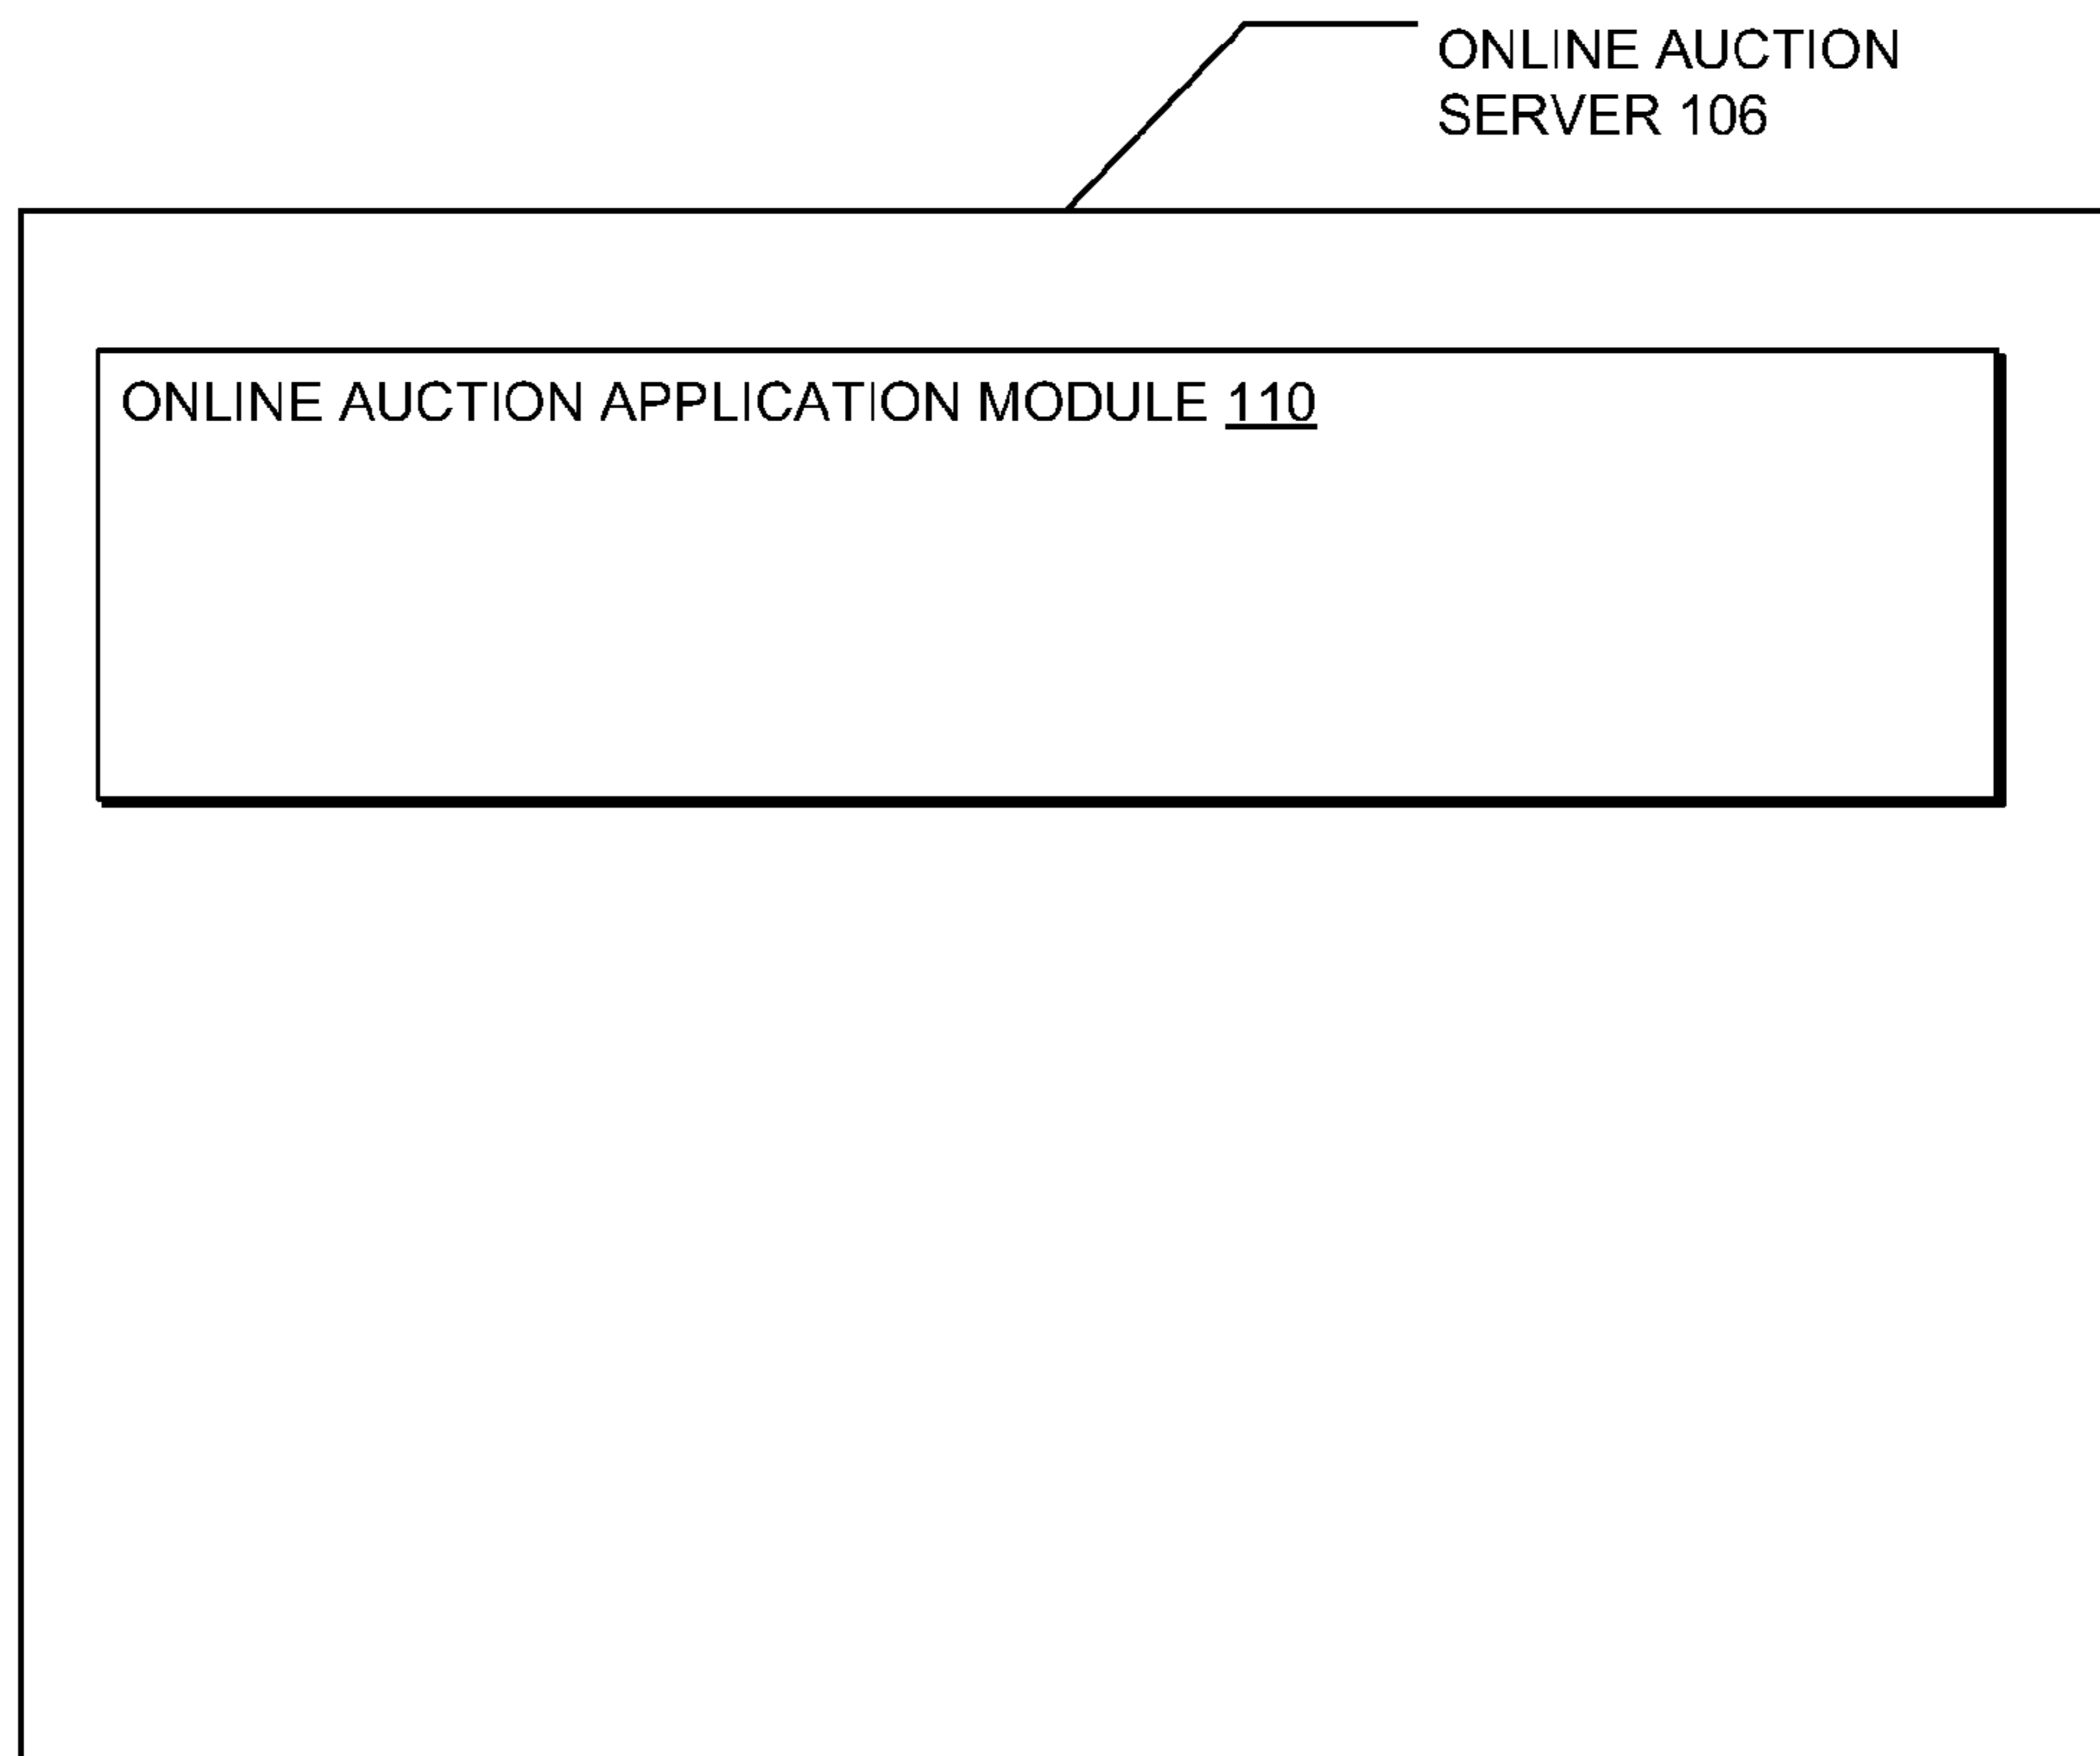 ONLINE AUCTION
SERVER 106
ONLINE AUCTION APPLICATION MODULE 110